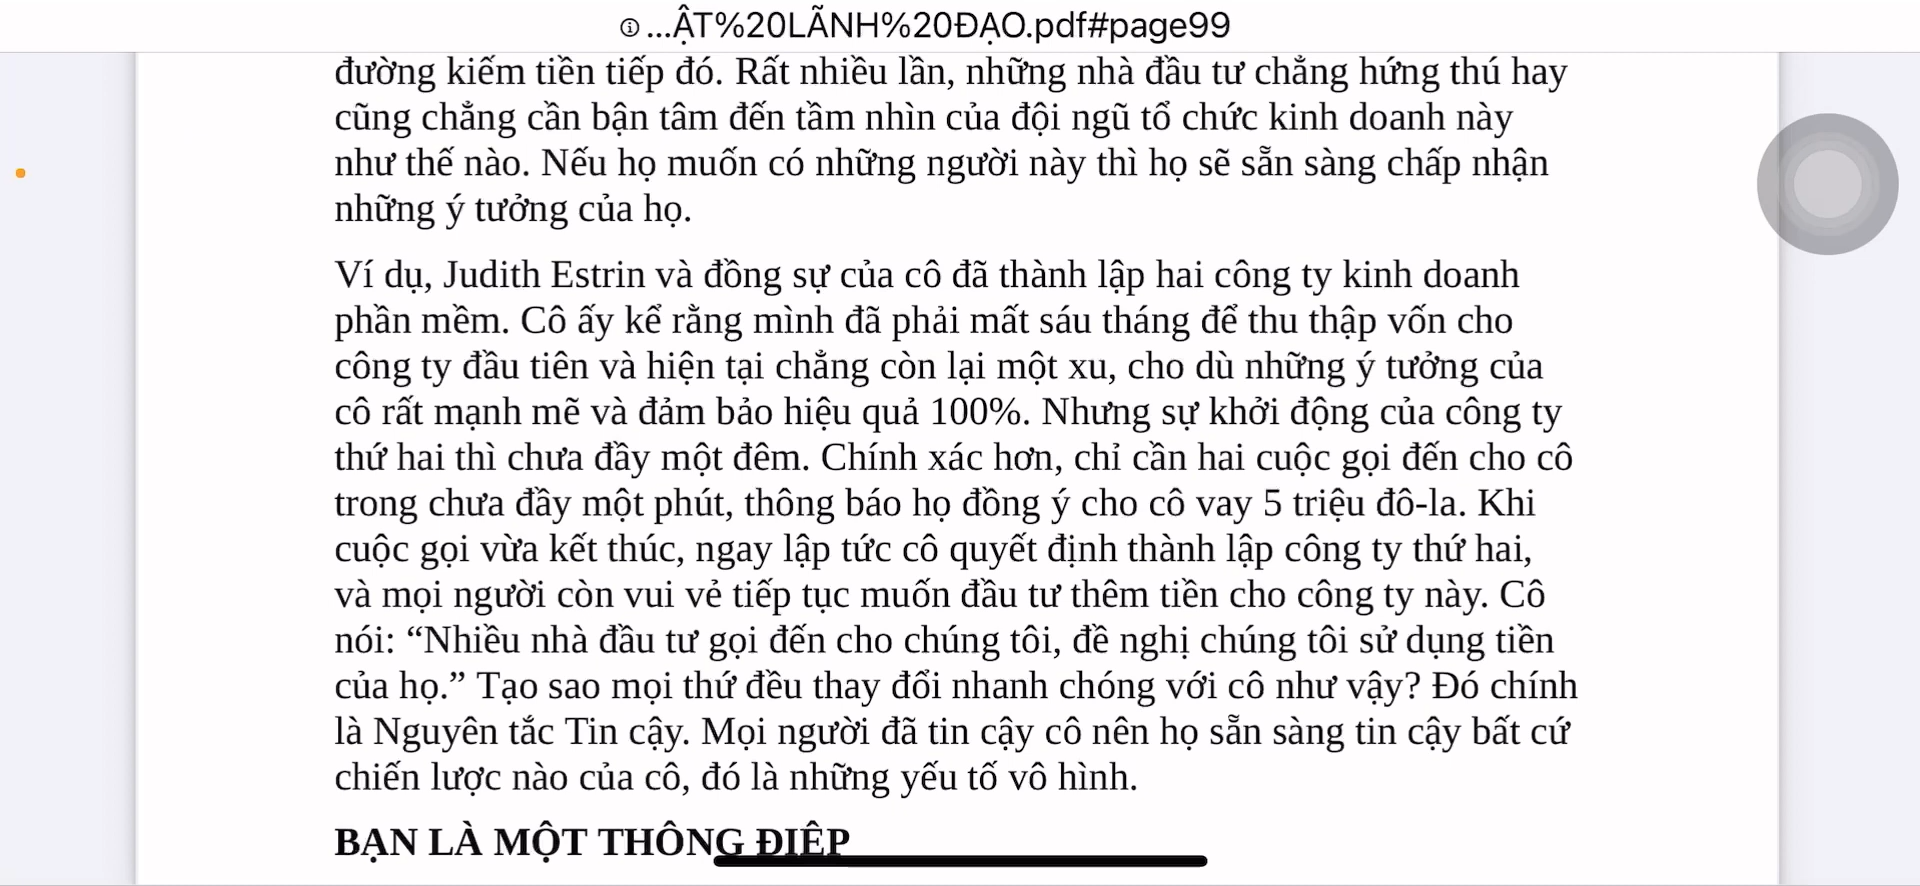 ...ẬT%20LÃNH%20ĐẠO.pdf#page99
đường kiếm tiền tiếp đó. Rất nhiều lần, những nhà đầu tư chẳng hứng thú hay
cũng chẳng cần bận tâm đến tầm nhìn của đội ngũ tổ chức kinh doanh này
như thế nào. Nếu họ muốn có những người này thì họ sẽ sẵn sàng chấp nhận
những ý tưởng của họ.
Ví dụ, Judith Estrin và đồng sự của cô đã thành lập hai công ty kinh doanh
phần mềm. Cô ấy kể rằng mình đã phải mất sáu tháng để thu thập vốn cho
công ty đầu tiên và hiện tại chẳng còn lại một xu, cho dù những ý tưởng của
cô rất mạnh mẽ và đảm bảo hiệu quả 100%. Nhưng sự khởi động của công ty
thứ hai thì chưa đầy một đêm. Chính xác hơn, chỉ cần hai cuộc gọi đến cho cô
trong chưa đầy một phút, thông báo họ đồng ý cho cô vay 5 triệu đô-la. Khi
cuộc gọi vừa kết thúc, ngay lập tức cô quyết định thành lập công ty thứ hai,
và mọi người còn vui vẻ tiếp tục muốn đầu tư thêm tiền cho công ty này. Cô
nói: “Nhiều nhà đầu tư gọi đến cho chúng tôi, đề nghị chúng tôi sử dụng tiền
của họ.” Tạo sao mọi thứ đều thay đổi nhanh chóng với cô như vậy? Đó chính
là Nguyên tắc Tin cậy. Mọi người đã tin cậy cô nên họ sẵn sàng tin cậy bất cứ
chiến lược nào của cô, đó là những yếu tố vô hình.
BẠN LÀ MỘT THÔNG ĐIỆP